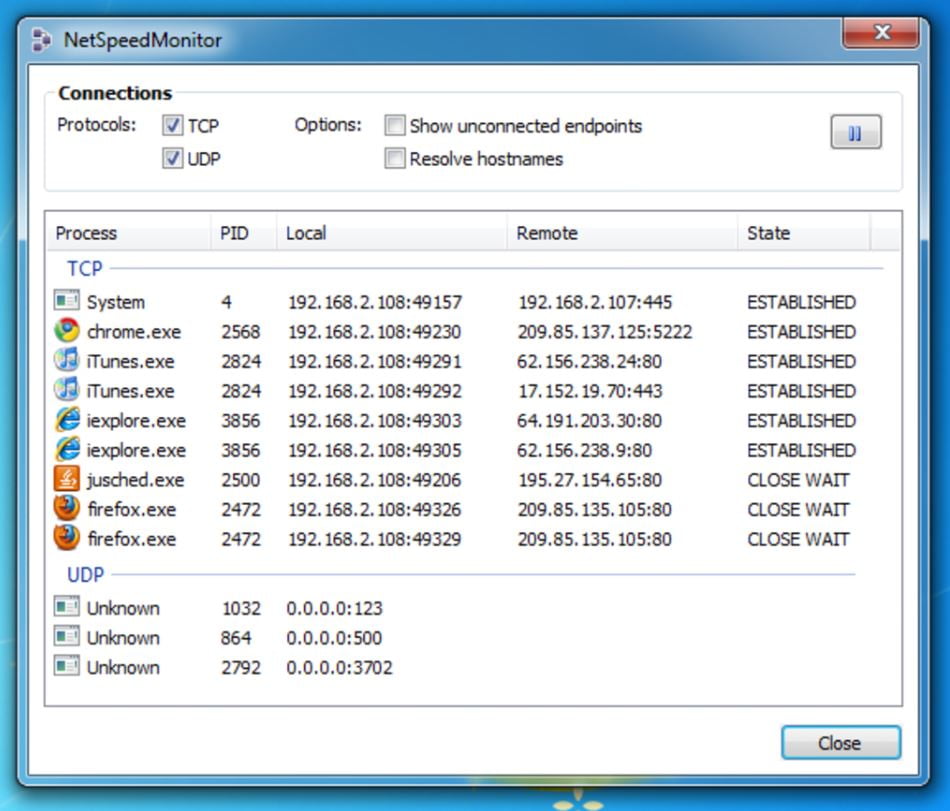 NetSpeedMonitor
Connections
Protocols: TCP Options: Show unconnected endpoints
UDP Resolve hostnames
Process PID Local Remote State
TCP
System 4 192.168.2.108:49157 192.168.2.107:445 ESTABLISHED
chrome.exe 2568 192.168.2.108:49230 209.85.137.125:5222 ESTABLISHED
iTunes.exe 2824 192.168.2.108:49291 62.156.238.24:80 ESTABLISHED
iTunes.exe 2824 192.168.2.108:49292 17.152.19.70:443 ESTABLISHED
iexplore.exe 3856 192.168.2.108:49303 64.191.203.30:80 ESTABLISHED
iexplore.exe 3856 192.168.2.108:49305 62.156.238.9:80 ESTABLISHED
jusched.exe 2500 192.168.2.108:49206 195.27.154.65:80 CLOSE WAIT
firefox.exe 2472 192.168.2.108:49326 209.85.135.105:80 CLOSE WAIT
firefox.exe 2472 192.168.2.108:49329 209.85.135.105:80 CLOSE WAIT
UDP
Unknown 1032 0.0.0.0:123
Unknown 864 0.0.0.0:500
Unknown 2792 0.0.0.0:3702
Close